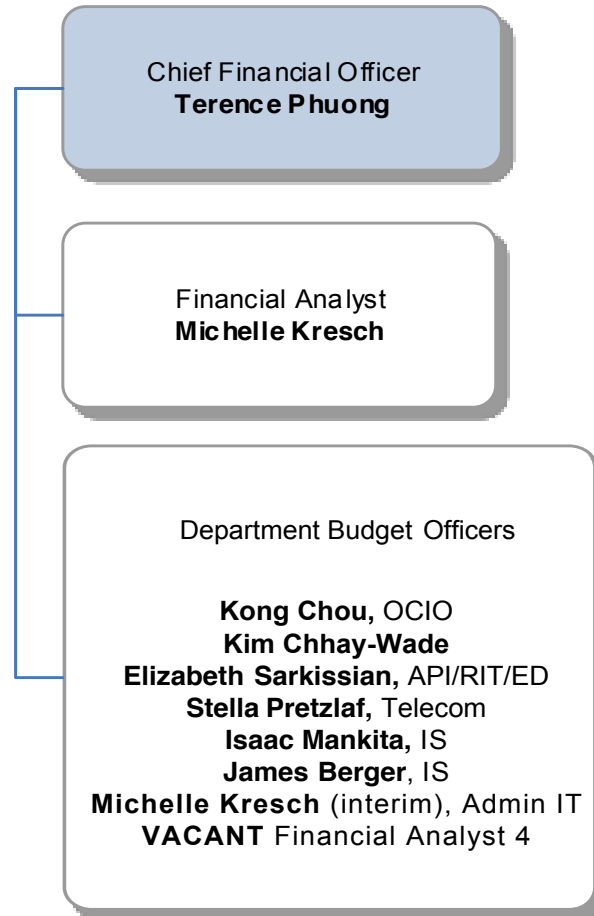 Chief Financial Officer
Terence Phuong
Financial Analyst
Michelle Kresch
Department Budget Officers
Kong Chou, OCIO
Kim Chhay-Wade
Elizabeth Sarkissian, API/RIT/ED
Stella Pretzlaf, Telecom
Isaac Mankita, IS
James Berger, IS
Michelle Kresch (interim), Admin IT
VACANT Financial Analyst 4